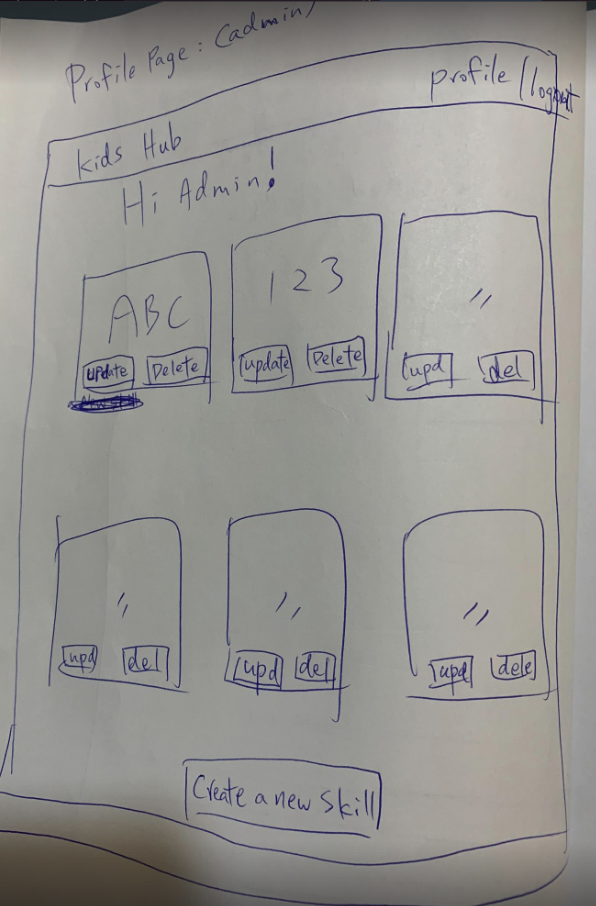 Profile Page: (admin)
profile / logout
Kids Hub
Hi Admin!
ABC
update Delete
123
update Delete
"
upd del
"
upd del
"
upd del
"
upd dele
Create a new skill